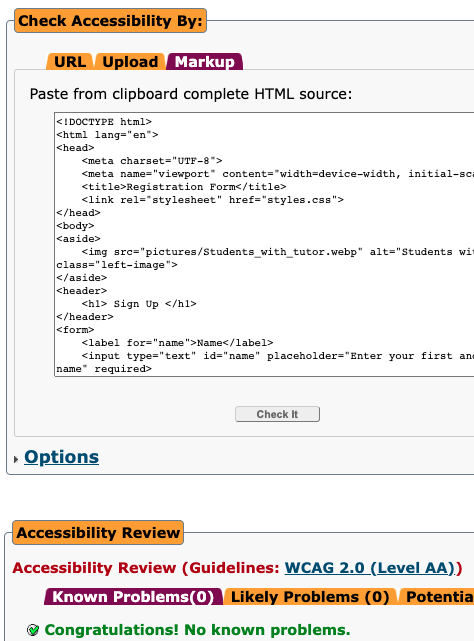 Check Accessibility By:
URL Upload Markup
Paste from clipboard complete HTML source:
<!DOCTYPE html>
<html lang="en">
<head>
<meta charset="UTF-8">
<meta name="viewport" content="width=device-width, initial-sca
<title>Registration Form</title>
<link rel="stylesheet" href="styles.css">
</head>
<body>
<aside>
<img src="pictures/Students_with_tutor.webp" alt="Students wit
class="left-image">
</aside>
<header>
<h1> Sign Up </h1>
</header>
<form>
<label for="name">Name</label>
<input type="text" id="name" placeholder="Enter your first and
name" required>
Check It
Options
Accessibility Review
Accessibility Review (Guidelines: WCAG 2.0 (Level AA))
Known Problems(0) Likely Problems (0) Potentia
Congratulations! No known problems.